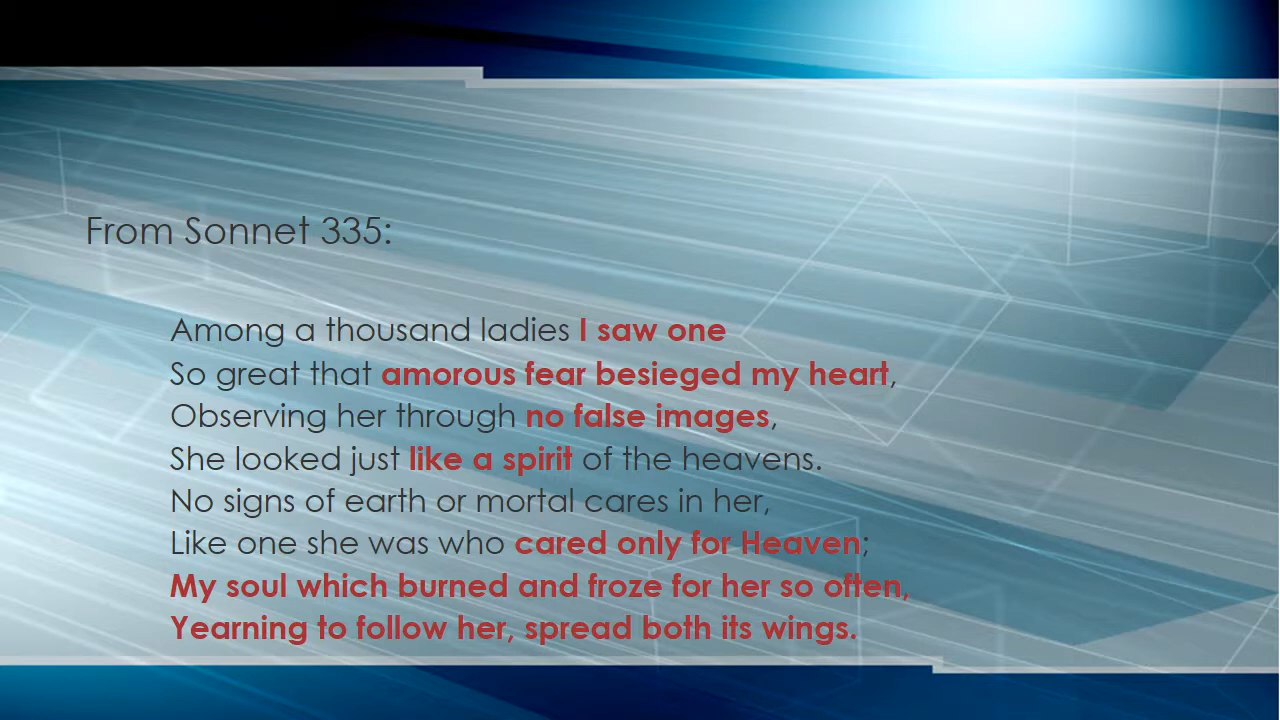 From Sonnet 335:
Among a thousand ladies I saw one
So great that amorous fear besieged my heart,
Observing her through no false images,
She looked just like a spirit of the heavens.
No signs of earth or mortal cares in her,
Like one she was who cared only for Heaven;
My soul which burned and froze for her so often,
Yearning to follow her, spread both its wings.